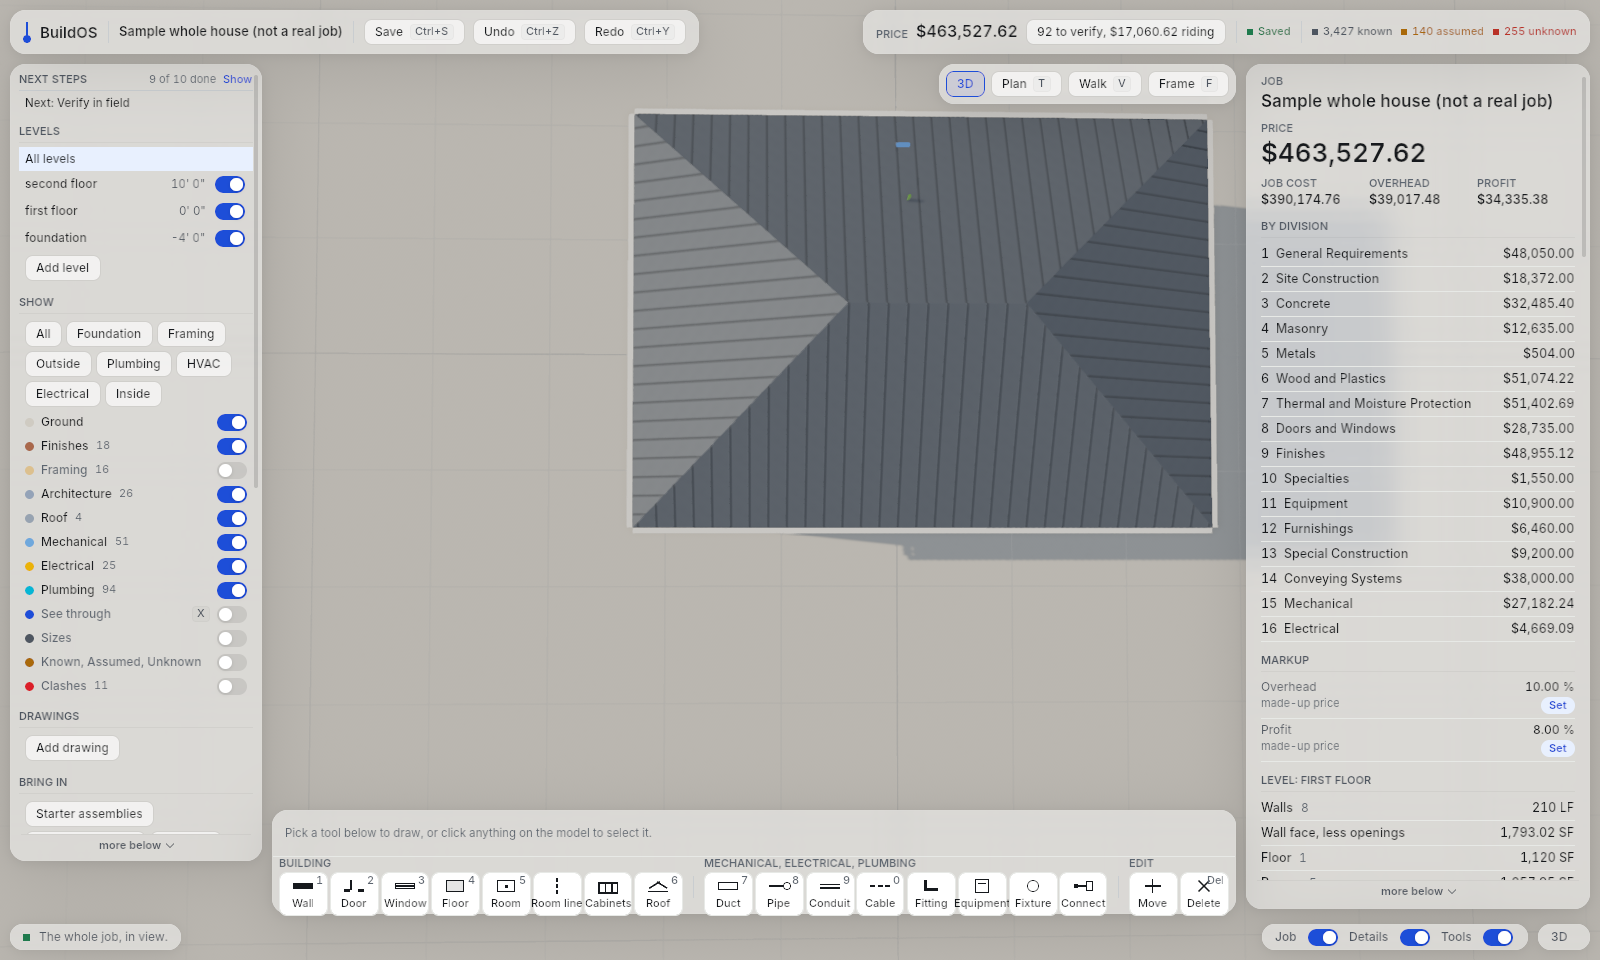 BuildOS
Sample whole house (not a real job)
Save Ctrl+S
Undo Ctrl+Z
Redo Ctrl+Y
PRICE $463,527.62
92 to verify, $17,060.62 riding
Saved
3,427 known
140 assumed
255 unknown
NEXT STEPS 9 of 10 done Show
Next: Verify in field
LEVELS
All levels
second floor 10' 0"
first floor 0' 0"
foundation -4' 0"
Add level
SHOW
All Foundation Framing
Outside Plumbing HVAC
Electrical Inside
Ground
Finishes 18
Framing 16
Architecture 26
Roof 4
Mechanical 51
Electrical 25
Plumbing 94
See through X
Sizes
Known, Assumed, Unknown
Clashes 11
DRAWINGS
Add drawing
BRING IN
Starter assemblies
more below
The whole job, in view.
3D
Plan T
Walk V
Frame F
Pick a tool below to draw, or click anything on the model to select it.
BUILDING
1 Wall
2 Door
3 Window
4 Floor
5 Room
Room line
Cabinets
6 Roof
MECHANICAL, ELECTRICAL, PLUMBING
7 Duct
8 Pipe
9 Conduit
0 Cable
Fitting
Equipment
Fixture
Connect
EDIT
Move
Del Delete
JOB
Sample whole house (not a real job)
PRICE
$463,527.62
JOB COST OVERHEAD PROFIT
$390,174.76 $39,017.48 $34,335.38
BY DIVISION
1 General Requirements $48,050.00
2 Site Construction $18,372.00
3 Concrete $32,485.40
4 Masonry $12,635.00
5 Metals $504.00
6 Wood and Plastics $51,074.22
7 Thermal and Moisture Protection $51,402.69
8 Doors and Windows $28,735.00
9 Finishes $48,955.12
10 Specialties $1,550.00
11 Equipment $10,900.00
12 Furnishings $6,460.00
13 Special Construction $9,200.00
14 Conveying Systems $38,000.00
15 Mechanical $27,182.24
16 Electrical $4,669.09
MARKUP
Overhead 10.00 %
made-up price Set
Profit 8.00 %
made-up price Set
LEVEL: FIRST FLOOR
Walls 8 210 LF
Wall face, less openings 1,793.02 SF
Floor 1 1,120 SF
more below
Job Details Tools 3D